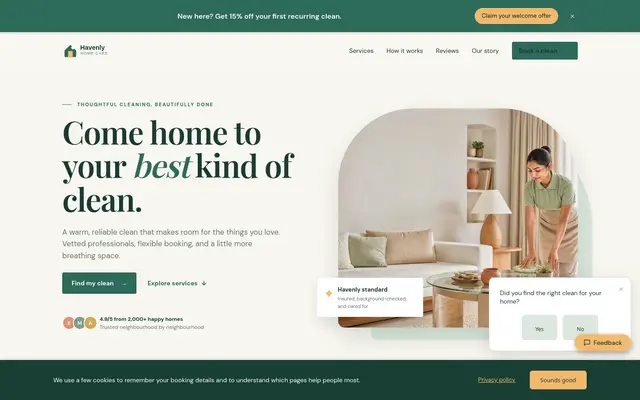 New here? Get 15% off your first recurring clean.
Claim your welcome offer
×
Havenly
HOME CARE
Services
How it works
Reviews
Our story
Book a clean
THOUGHTFUL CLEANING, BEAUTIFULLY DONE
Come home to
your best kind of
clean.
A warm, reliable clean that makes room for the things you love.
Vetted professionals, flexible booking, and a little more
breathing space.
Find my clean →
Explore services ↓
M A
4.9/5 from 2,000+ happy homes
Trusted neighbourhood by neighbourhood
Havenly standard
Insured, background-checked,
and cared for
Did you find the right clean for your
home?
×
Yes
No
Feedback
We use a few cookies to remember your booking details and to understand which pages help people most.
Privacy policy
Sounds good